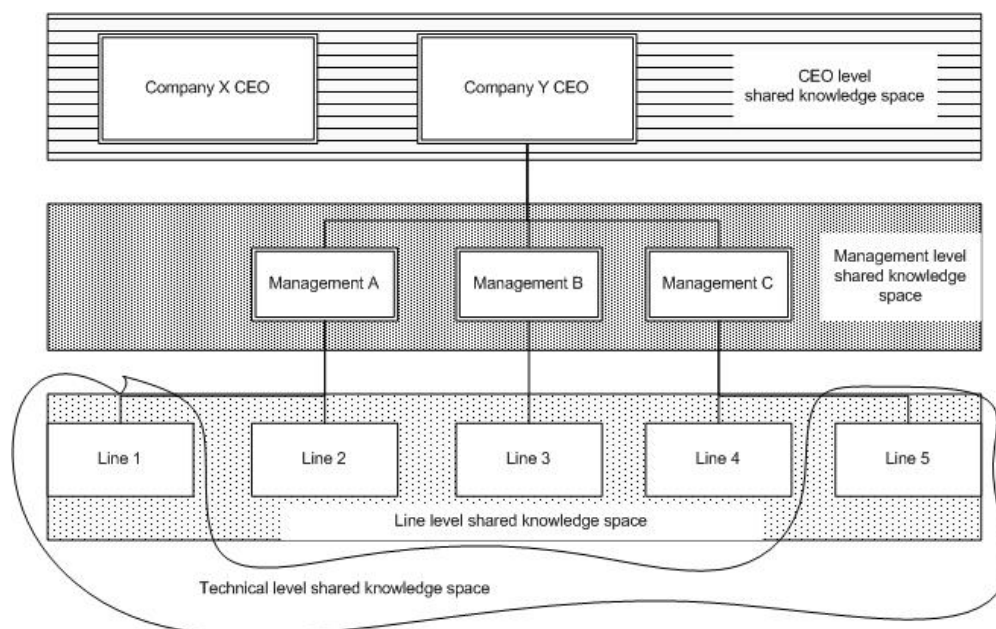 Company X CEO
Company Y CEO
CEO level
shared knowledge space
Management A
Management B
Management C
Management level
shared knowledge
space
Line 1
Line 2
Line 3
Line 4
Line 5
Line level shared knowledge space
Technical level shared knowledge space